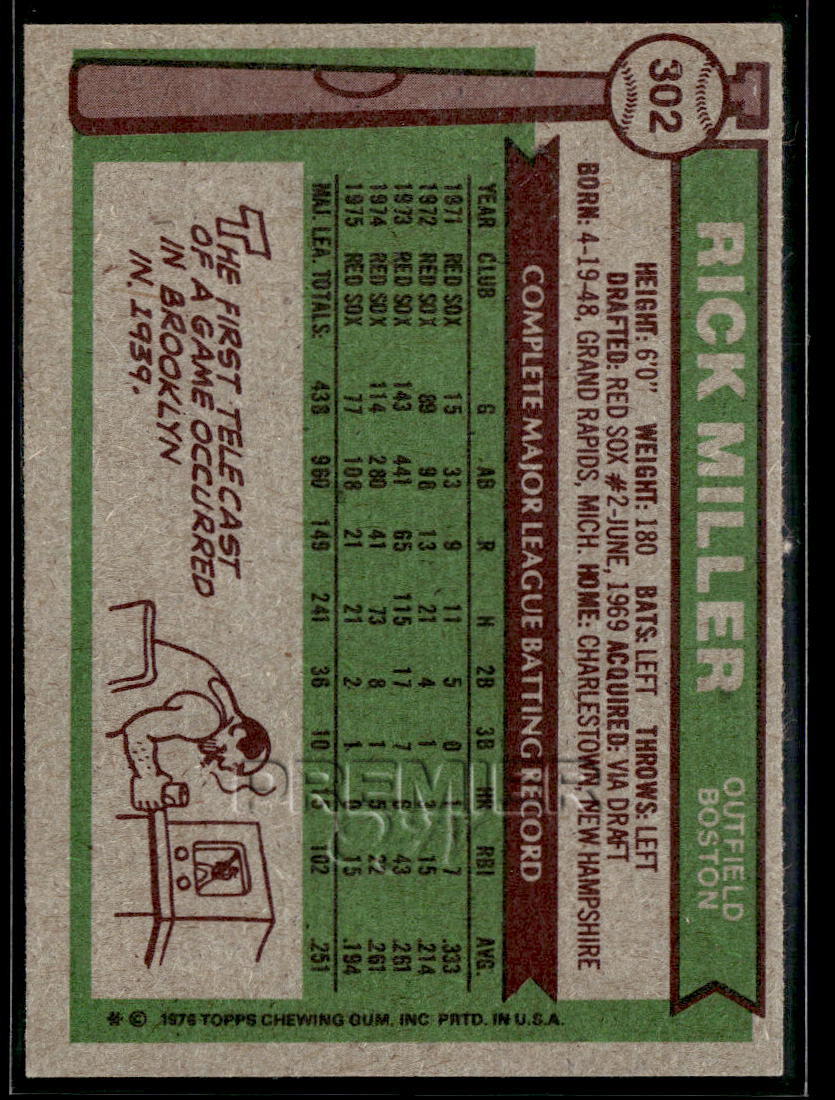 302
RICK MILLER
OUTFIELD
BOSTON
HEIGHT: 6'0" WEIGHT: 180 BATS: LEFT THROWS: LEFT
DRAFTED: RED SOX #2-JUNE, 1969 ACQUIRED: VIA DRAFT
BORN: 4-19-48, GRAND RAPIDS, MICH. HOME: CHARLESTOWN, NEW HAMPSHIRE
COMPLETE MAJOR LEAGUE BATTING RECORD
YEAR CLUB G AB R H 2B 3B HR RBI AVG.
1971 RED SOX 15 33 9 11 5 0 1 7 .333
1972 RED SOX 89 98 13 21 4 1 3 15 .214
1973 RED SOX 143 441 65 115 17 7 6 43 .261
1974 RED SOX 114 280 41 73 8 1 5 22 .261
1975 RED SOX 77 108 21 21 2 1 0 15 .194
MAJ. LEA. TOTALS: 438 960 149 241 36 10 15 102 .251
THE FIRST TELECAST
OF A GAME OCCURRED
IN BROOKLYN
IN 1939.
* © 1976 TOPPS CHEWING GUM, INC PRTD. IN U.S.A.